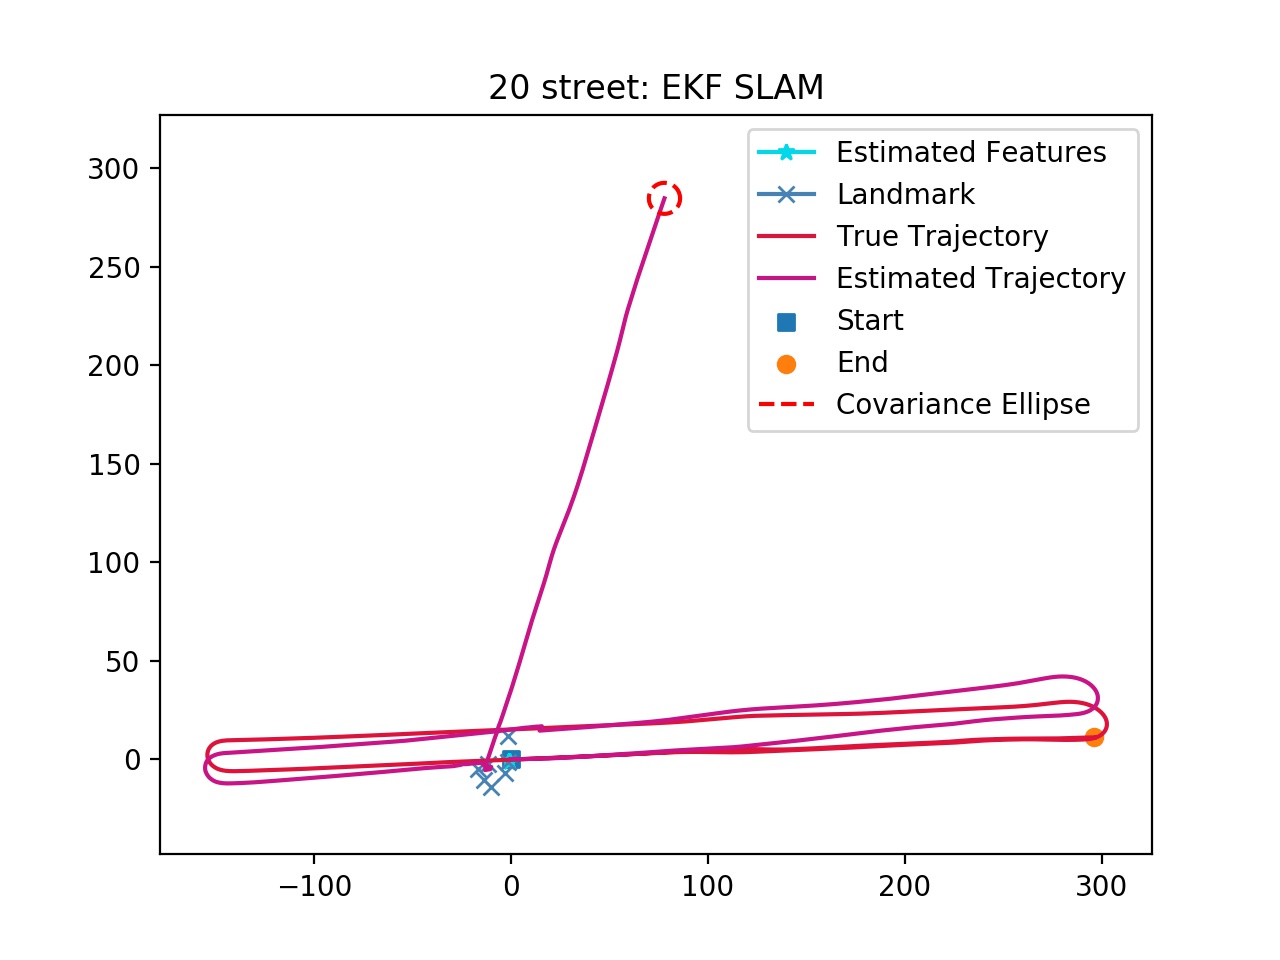 20 street: EKF SLAM
Estimated Features
Landmark
True Trajectory
Estimated Trajectory
Start
End
Covariance Ellipse
300
250
200
150
100
50
0
−100 0 100 200 300